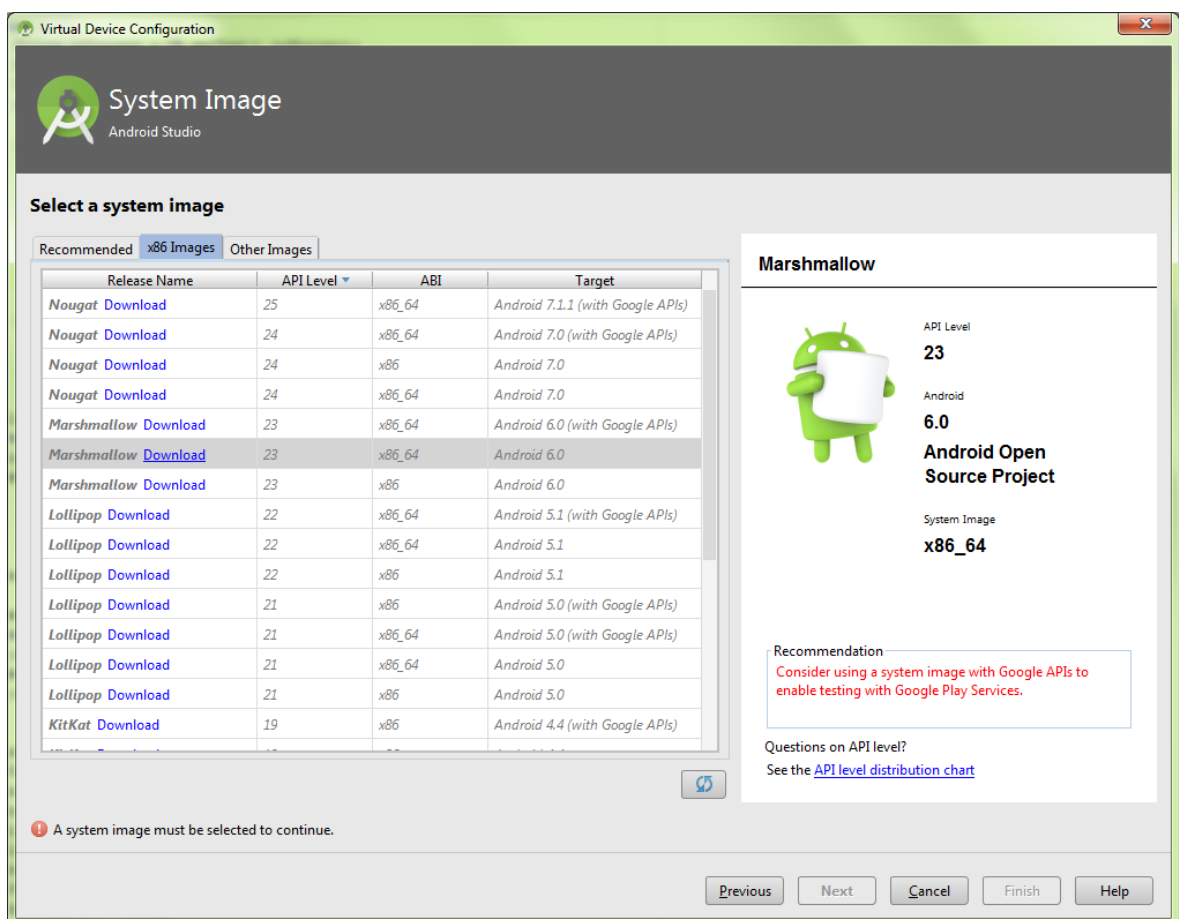 Virtual Device Configuration
System Image
Android Studio
Select a system image
Recommended x86 Images Other Images
Release Name API Level ABI Target
Nougat Download 25 x86_64 Android 7.1.1 (with Google APIs)
Nougat Download 24 x86_64 Android 7.0 (with Google APIs)
Nougat Download 24 x86 Android 7.0
Nougat Download 24 x86_64 Android 7.0
Marshmallow Download 23 x86_64 Android 6.0 (with Google APIs)
Marshmallow Download 23 x86_64 Android 6.0
Marshmallow Download 23 x86 Android 6.0
Lollipop Download 22 x86_64 Android 5.1 (with Google APIs)
Lollipop Download 22 x86_64 Android 5.1
Lollipop Download 22 x86 Android 5.1
Lollipop Download 21 x86 Android 5.0 (with Google APIs)
Lollipop Download 21 x86_64 Android 5.0 (with Google APIs)
Lollipop Download 21 x86_64 Android 5.0
Lollipop Download 21 x86 Android 5.0
KitKat Download 19 x86 Android 4.4 (with Google APIs)
Marshmallow
API Level
23
Android
6.0
Android Open
Source Project
System Image
x86_64
Recommendation
Consider using a system image with Google APIs to
enable testing with Google Play Services.
Questions on API level?
See the API level distribution chart
A system image must be selected to continue.
Previous Next Cancel Finish Help